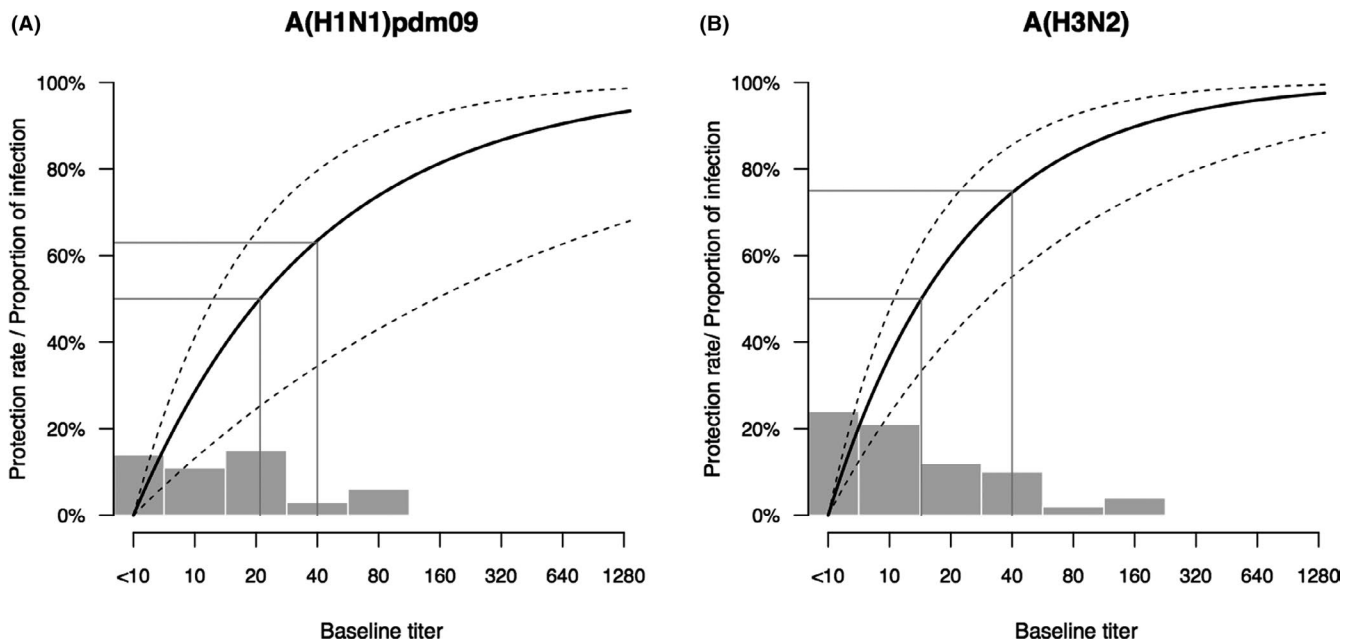 (A)
A(H1N1)pdm09
Protection rate / Proportion of infection
100%
80%
60%
40%
20%
0%
<10 10 20 40 80 160 320 640 1280
Baseline titer
(B)
A(H3N2)
Protection rate/ Proportion of infection
100%
80%
60%
40%
20%
0%
<10 10 20 40 80 160 320 640 1280
Baseline titer